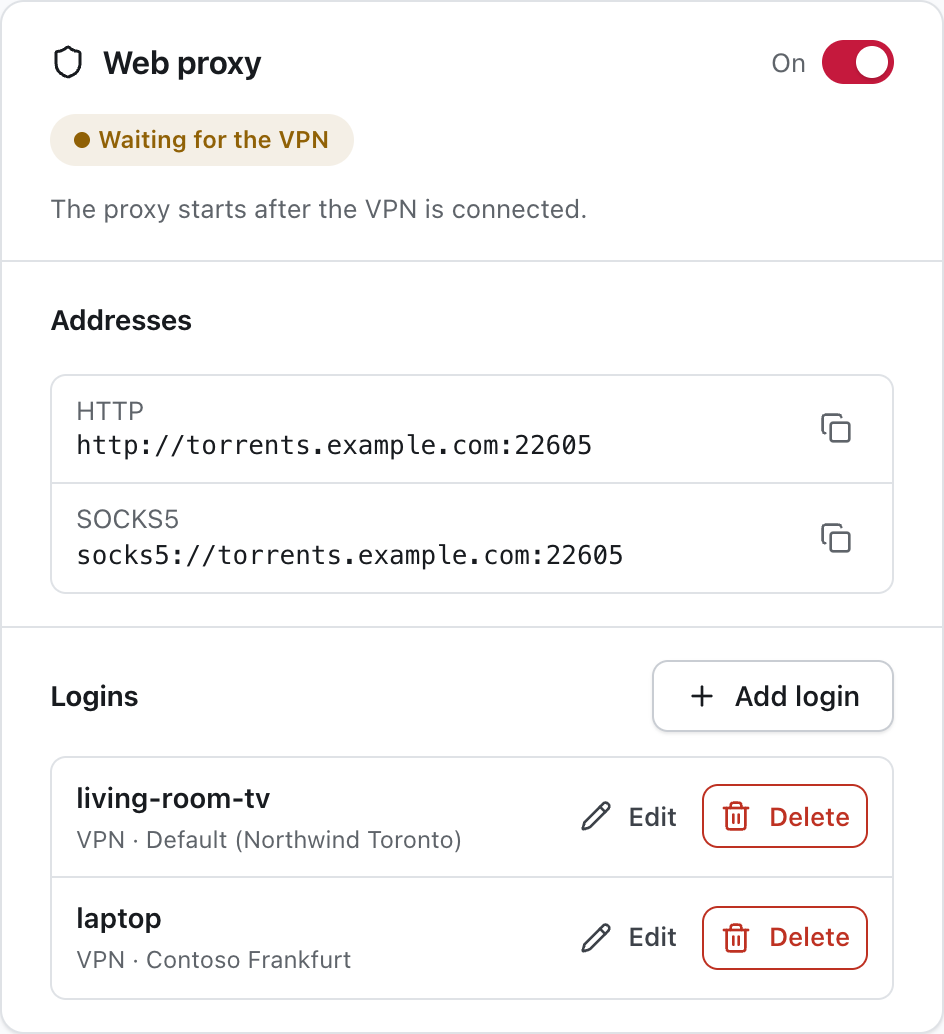 Web proxy
On
Waiting for the VPN
The proxy starts after the VPN is connected.
Addresses
HTTP
http://torrents.example.com:22605
SOCKS5
socks5://torrents.example.com:22605
Logins
Add login
living-room-tv
VPN · Default (Northwind Toronto)
Edit
Delete
laptop
VPN · Contoso Frankfurt
Edit
Delete